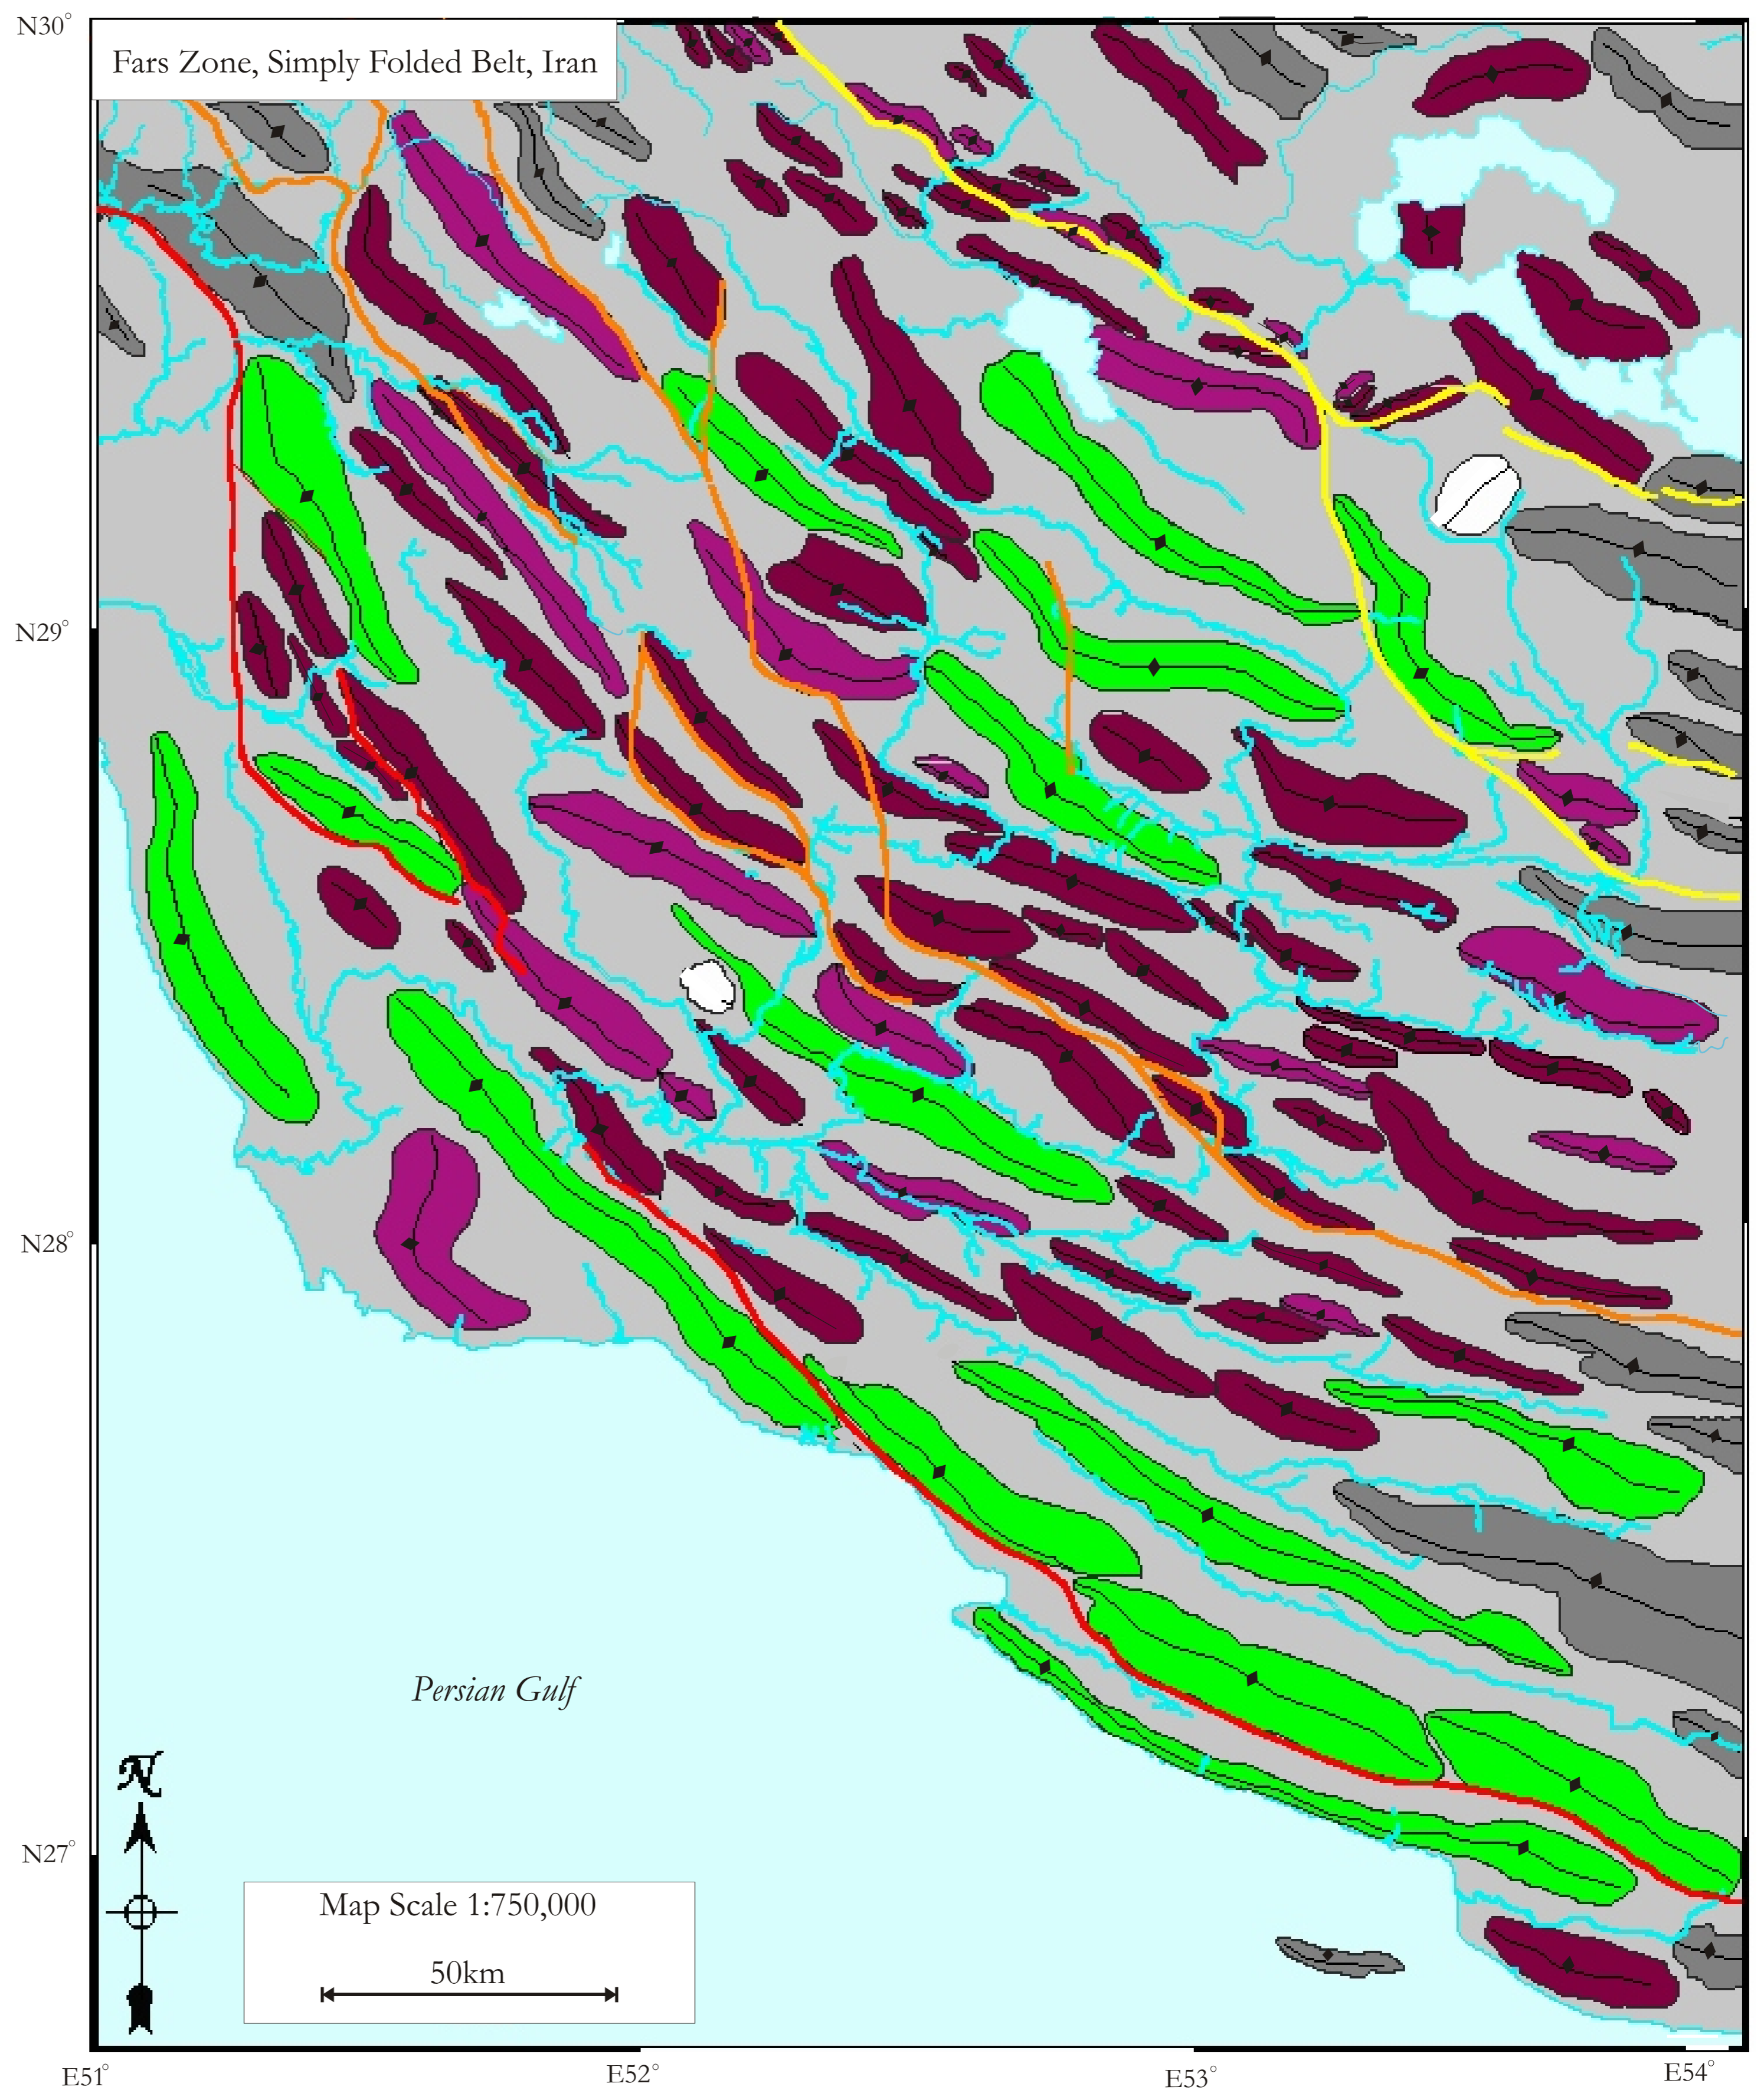 N30°
Fars Zone, Simply Folded Belt, Iran
N29°
N28°
Persian Gulf
N
N27°
Map Scale 1:750,000
50km
E51° E52° E53° E54°